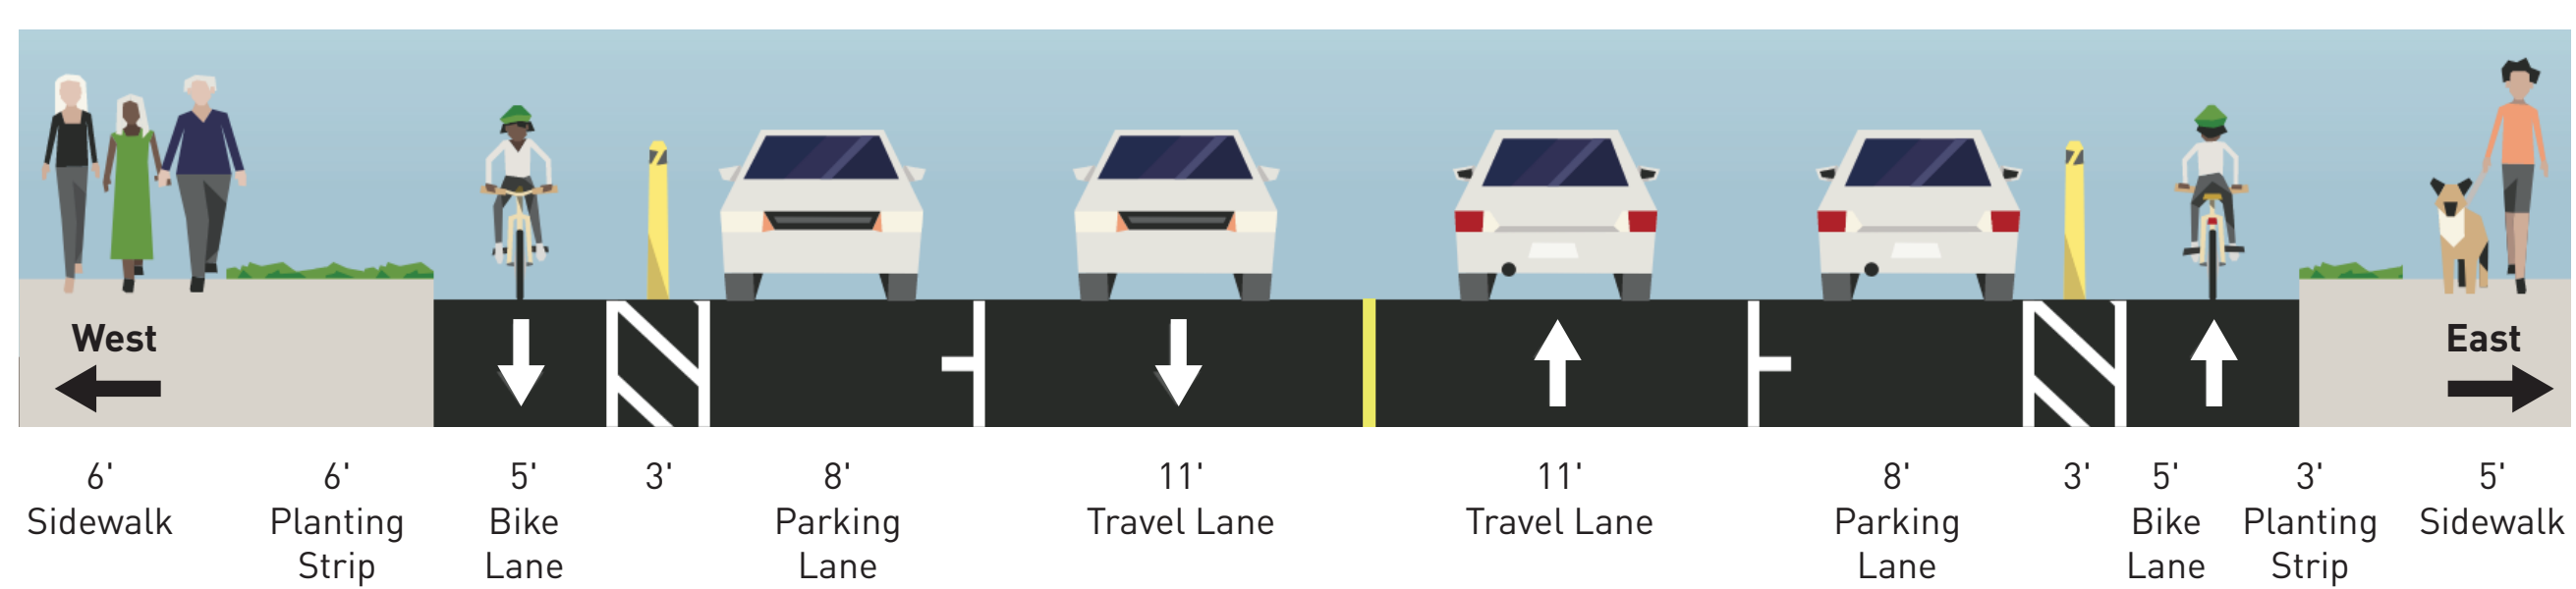 West
East
6'
Sidewalk
6'
Planting
Strip
5'
Bike
Lane
3'
8'
Parking
Lane
11'
Travel Lane
11'
Travel Lane
8'
Parking
Lane
3'
5'
Bike
Lane
3'
Planting
Strip
5'
Sidewalk